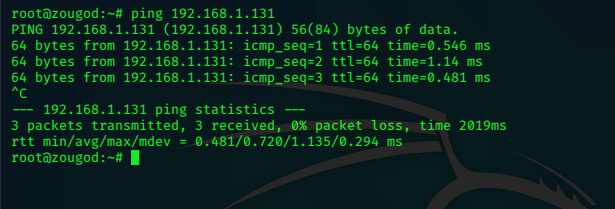 root@zougod:~# ping 192.168.1.131
PING 192.168.1.131 (192.168.1.131) 56(84) bytes of data.
64 bytes from 192.168.1.131: icmp_seq=1 ttl=64 time=0.546 ms
64 bytes from 192.168.1.131: icmp_seq=2 ttl=64 time=1.14 ms
64 bytes from 192.168.1.131: icmp_seq=3 ttl=64 time=0.481 ms
^C
--- 192.168.1.131 ping statistics ---
3 packets transmitted, 3 received, 0% packet loss, time 2019ms
rtt min/avg/max/mdev = 0.481/0.720/1.135/0.294 ms
root@zougod:~#